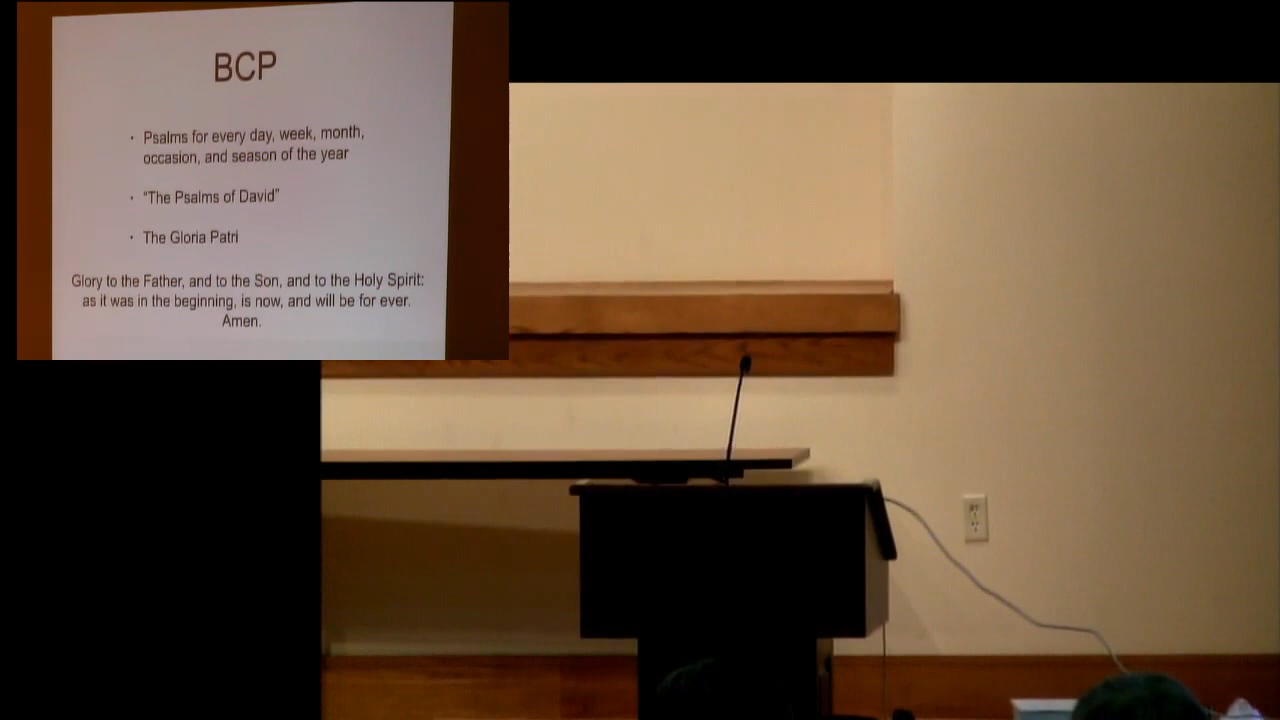 BCP
· Psalms for every day, week, month,
occasion, and season of the year
· “The Psalms of David”
· The Gloria Patri
Glory to the Father, and to the Son, and to the Holy Spirit:
as it was in the beginning, is now, and will be for ever.
Amen.